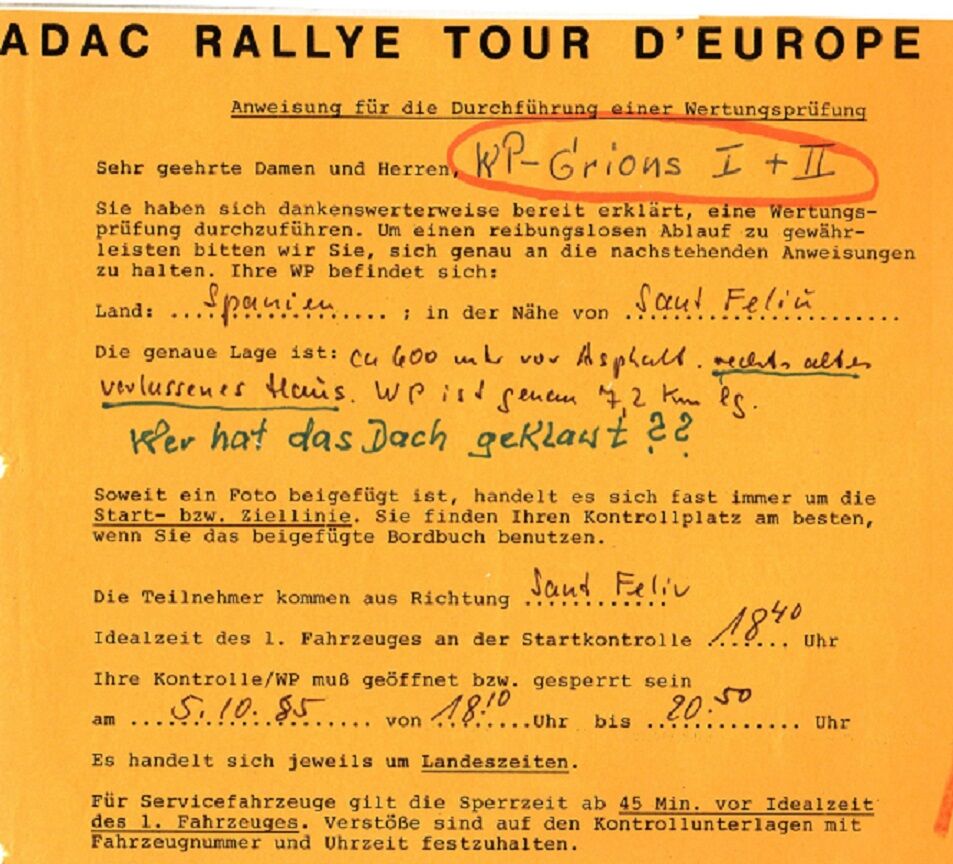 ADAC RALLYE TOUR D'EUROPE
Anweisung für die Durchführung einer Wertungsprüfung
Sehr geehrte Damen und Herren, WP-Grions I + II
Sie haben sich dankenswerterweise bereit erklärt, eine Wertungs-
prüfung durchzuführen. Um einen reibungslosen Ablauf zu gewähr-
leisten bitten wir Sie, sich genau an die nachstehenden Anweisungen
zu halten. Ihre WP befindet sich:
Land: Spanien ; in der Nähe von Sant Feliu
Die genaue Lage ist: ca 600 mtr vor Asphalt. rechts altes
verlassenes Haus. WP ist genau 7,2 Km lg.
Wer hat das Dach geklaut ??
Soweit ein Foto beigefügt ist, handelt es sich fast immer um die
Start- bzw. Ziellinie. Sie finden Ihren Kontrollplatz am besten,
wenn Sie das beigefügte Bordbuch benutzen.
Die Teilnehmer kommen aus Richtung Sant Feliu
Idealzeit des 1. Fahrzeuges an der Startkontrolle 18 40 Uhr
Ihre Kontrolle/WP muß geöffnet bzw. gesperrt sein
am 5.10.85 von 18.10 Uhr bis 20.50 Uhr
Es handelt sich jeweils um Landeszeiten.
Für Servicefahrzeuge gilt die Sperrzeit ab 45 Min. vor Idealzeit
des 1. Fahrzeuges. Verstöße sind auf den Kontrollunterlagen mit
Fahrzeugnummer und Uhrzeit festzuhalten.